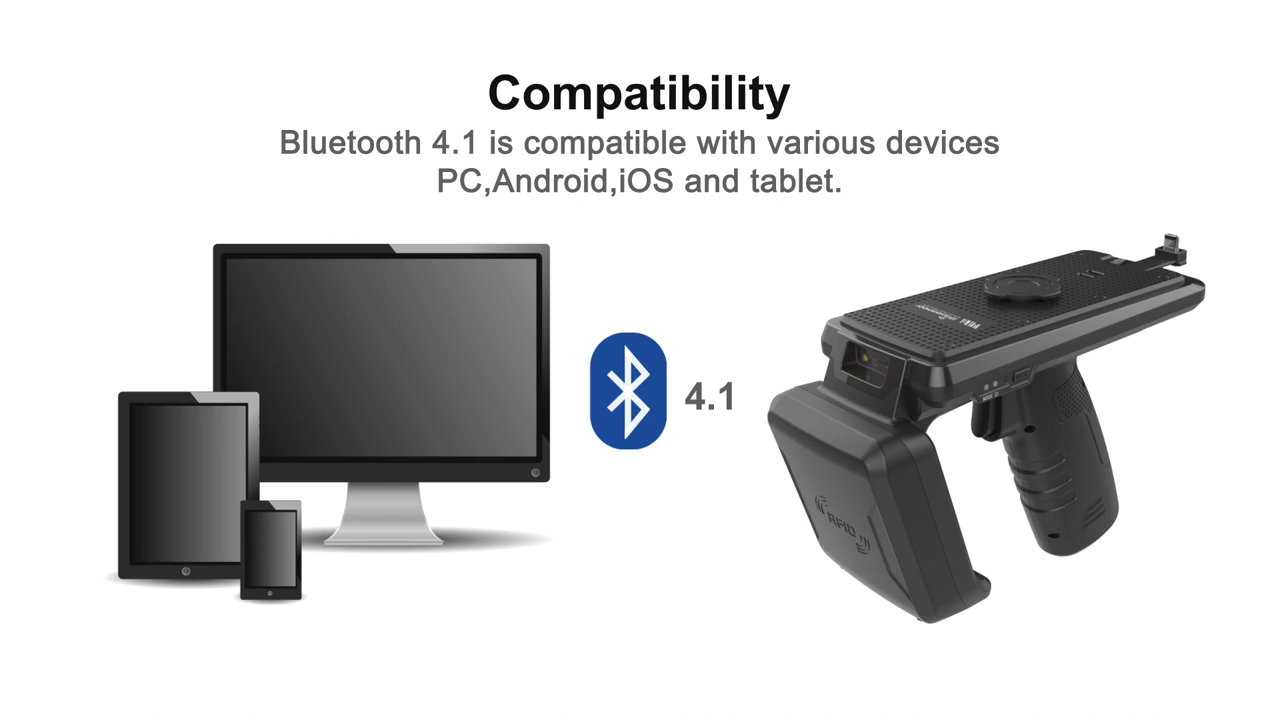 Compatibility
Bluetooth 4.1 is compatible with various devices
PC,Android,iOS and tablet.
4.1
RFID